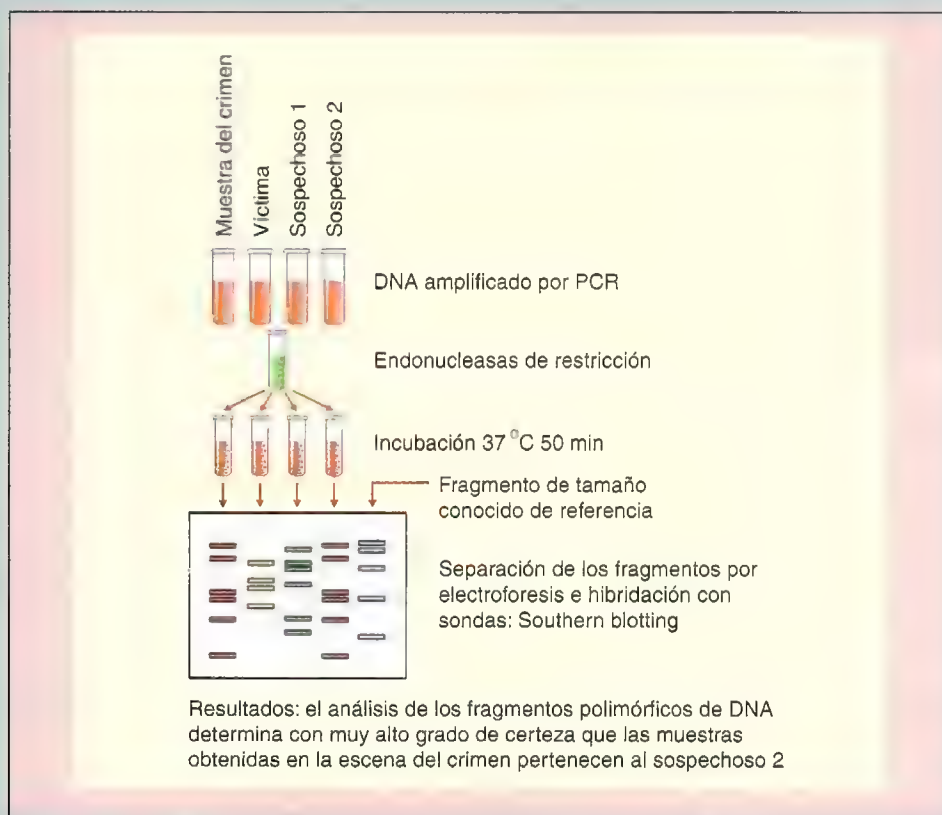 Muestra del crimen
Víctima
Sospechoso 1
Sospechoso 2
DNA amplificado por PCR
Endonucleasas de restricción
Incubación 37 °C 50 min
Fragmento de tamaño
conocido de referencia
Separación de los fragmentos por
electroforesis e hibridación con
sondas: Southern blotting
Resultados: el análisis de los fragmentos polimórficos de DNA
determina con muy alto grado de certeza que las muestras
obtenidas en la escena del crimen pertenecen al sospechoso 2